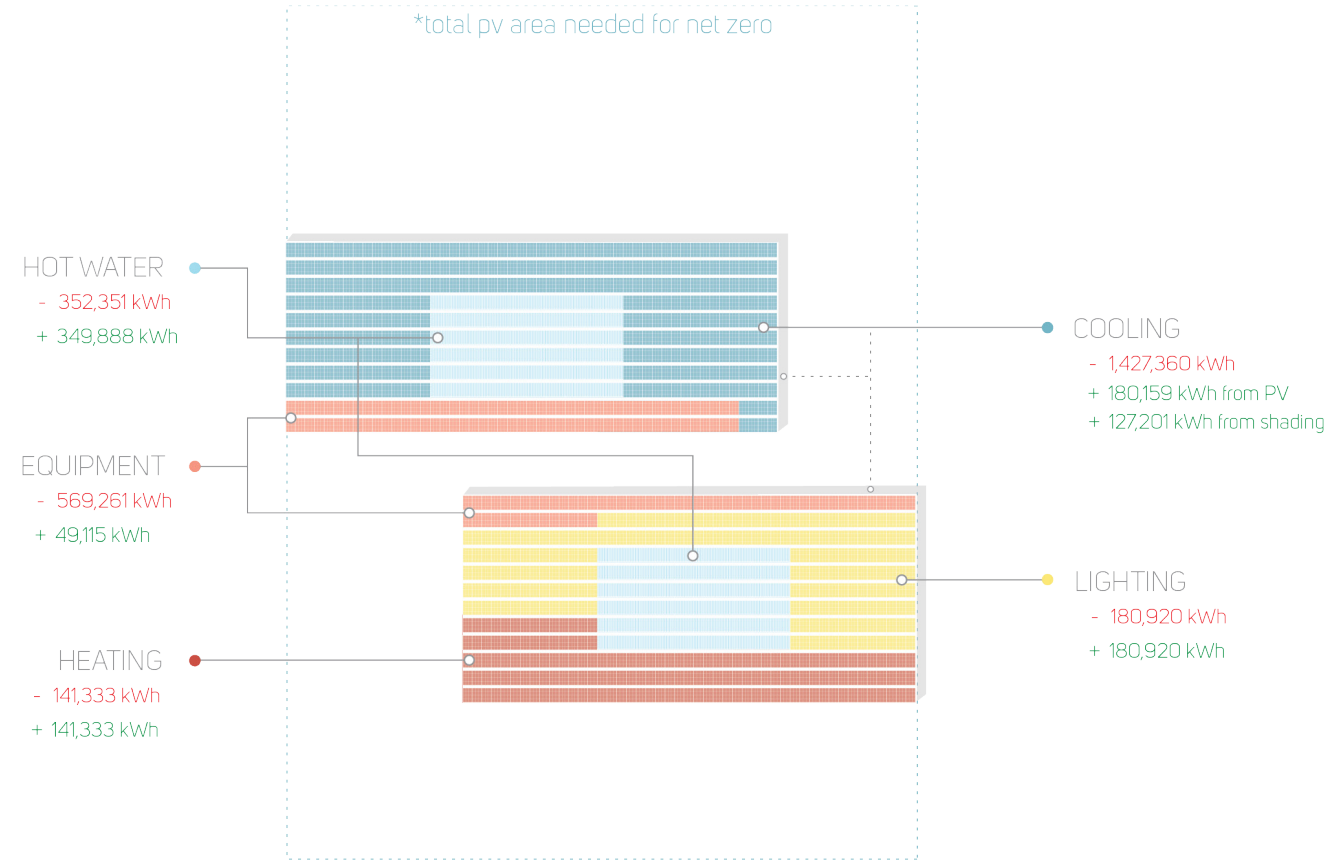 *total pv area needed for net zero
HOT WATER
- 352,351 kWh
+ 349,888 kWh
EQUIPMENT
- 569,261 kWh
+ 49,115 kWh
HEATING
- 141,333 kWh
+ 141,333 kWh
COOLING
- 1,427,360 kWh
+ 180,159 kWh from PV
+ 127,201 kWh from shading
LIGHTING
- 180,920 kWh
+ 180,920 kWh